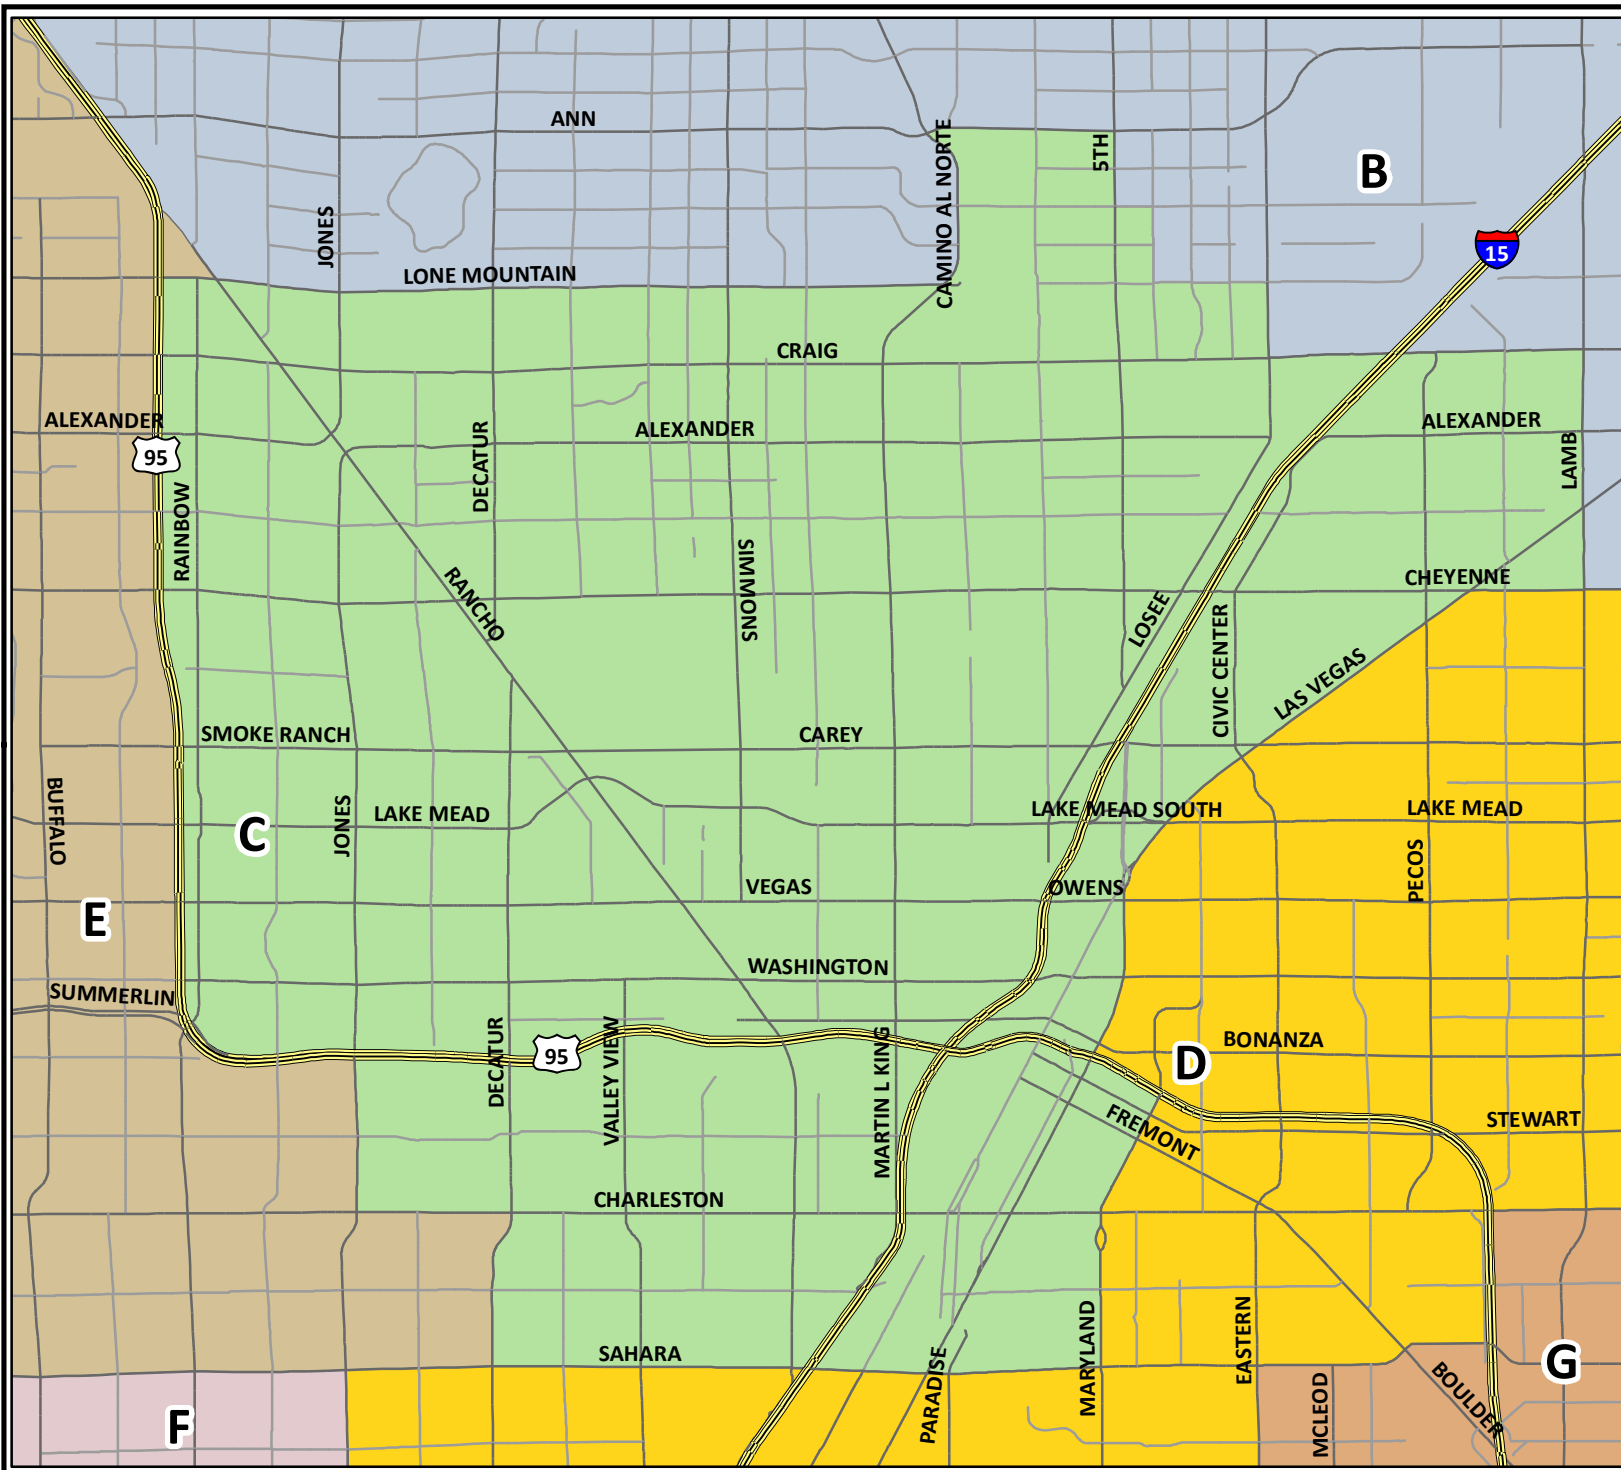 ANN
5TH
B
CAMINO AL NORTE
JONES
15
LONE MOUNTAIN
CRAIG
ALEXANDER
ALEXANDER
ALEXANDER
95
DECATUR
LAMB
RAINBOW
SIMMONS
RANCHO
LOSEE
CHEYENNE
CIVIC CENTER
LAS VEGAS
SMOKE RANCH
CAREY
BUFFALO
C
JONES
LAKE MEAD
LAKE MEAD SOUTH
LAKE MEAD
PECOS
VEGAS
OWENS
E
WASHINGTON
SUMMERLIN
DECATUR
95
VALLEY VIEW
MARTIN L KING
BONANZA
D
FREMONT
STEWART
CHARLESTON
SAHARA
PARADISE
MARYLAND
EASTERN
MCLEOD
BOULDER
G
F